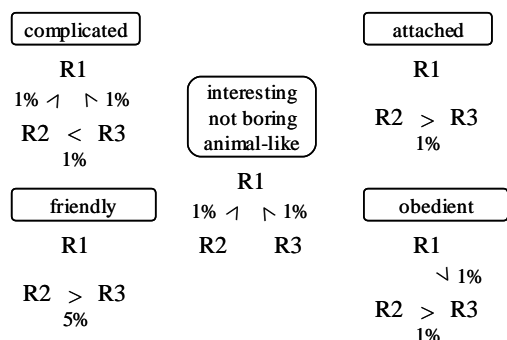 complicated
R1
1% 1%
R2 < R3
1%
attached
R1
R2 > R3
1%
interesting
not boring
animal-like
R1
1% 1%
R2 R3
friendly
R1
R2 > R3
5%
obedient
R1
1%
R2 > R3
1%